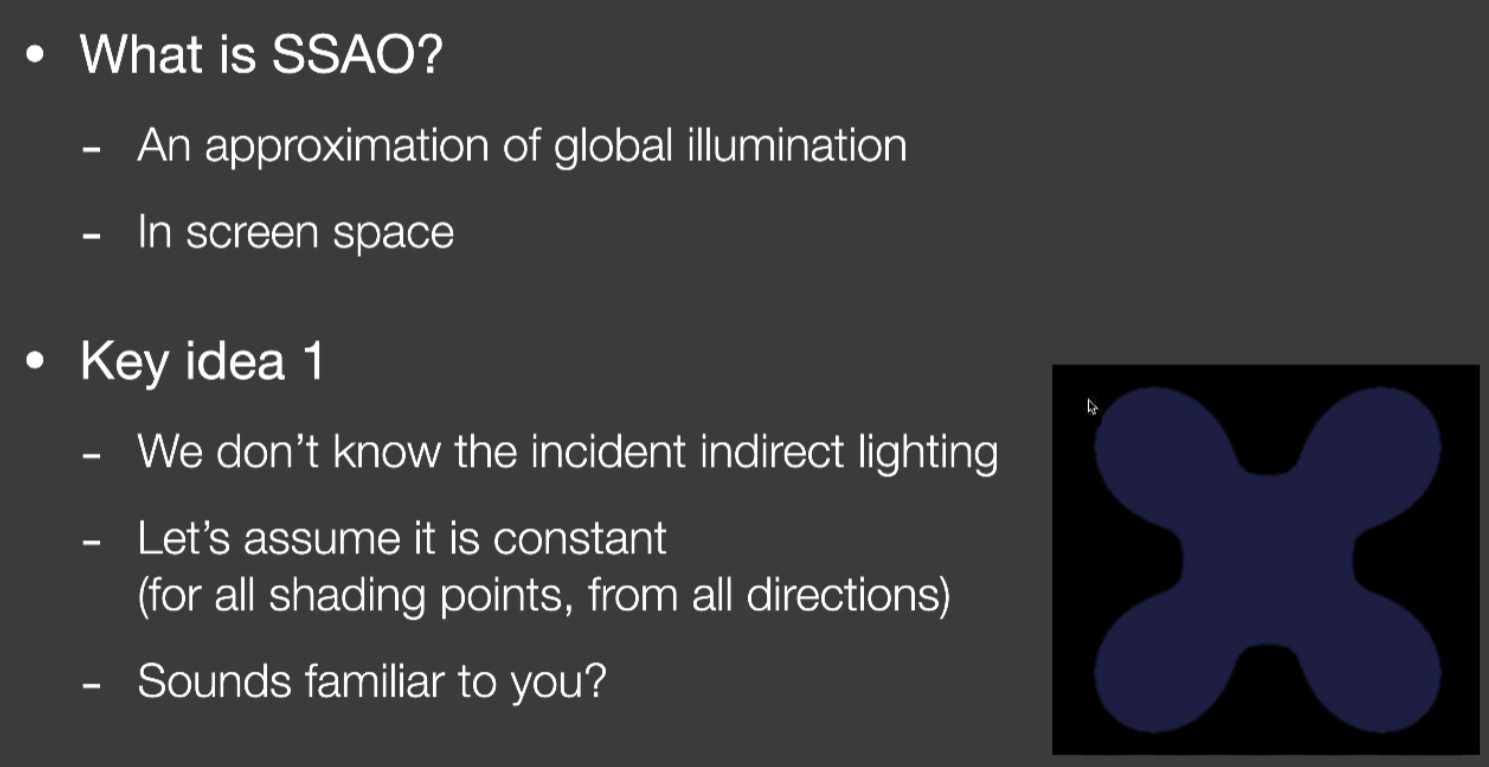 • What is SSAO?
- An approximation of global illumination
- In screen space
• Key idea 1
- We don't know the incident indirect lighting
- Let's assume it is constant
(for all shading points, from all directions)
- Sounds familiar to you?